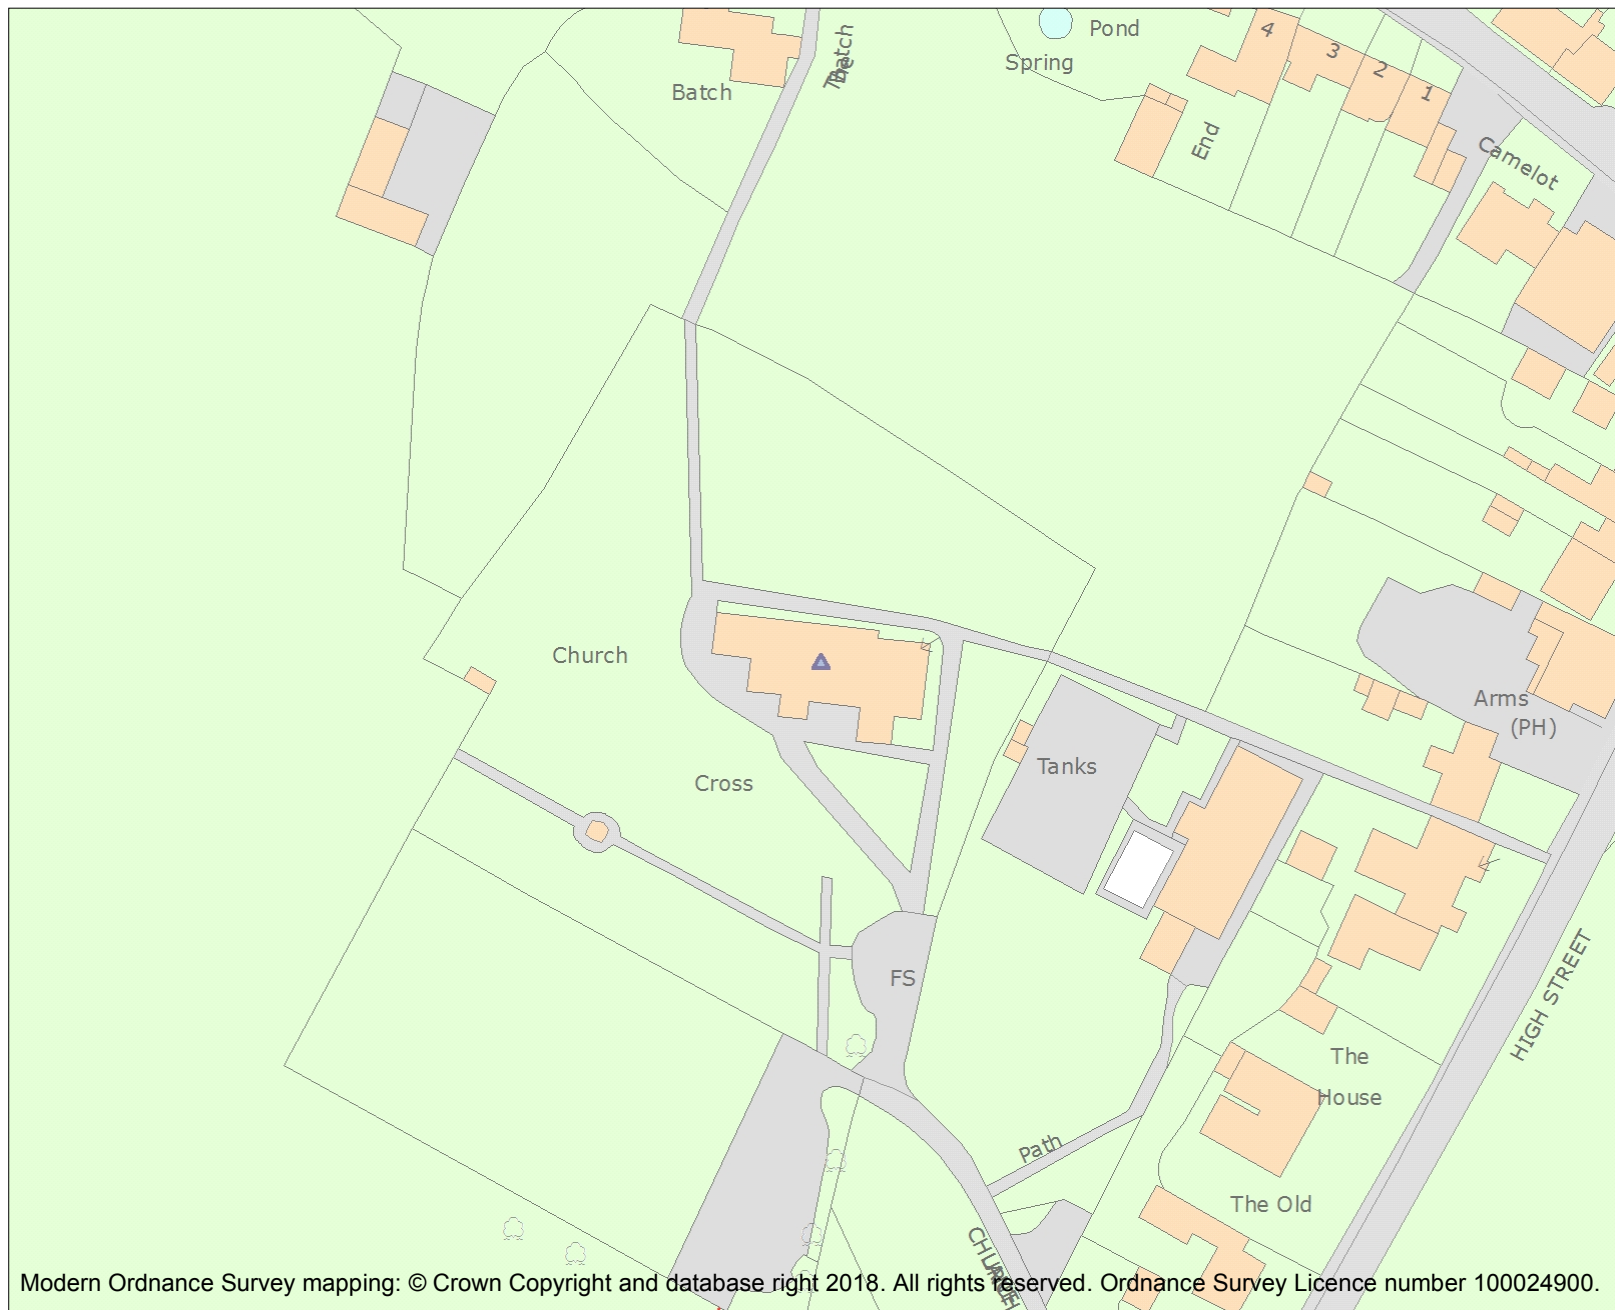 Pond
Spring
Batch
The Batch
End
4
3
2
1
Camelot
Church
Cross
Tanks
Arms
(PH)
FS
HIGH STREET
The
House
Path
The Old
CHURCH
Modern Ordnance Survey mapping: © Crown Copyright and database right 2018. All rights reserved. Ordnance Survey Licence number 100024900.